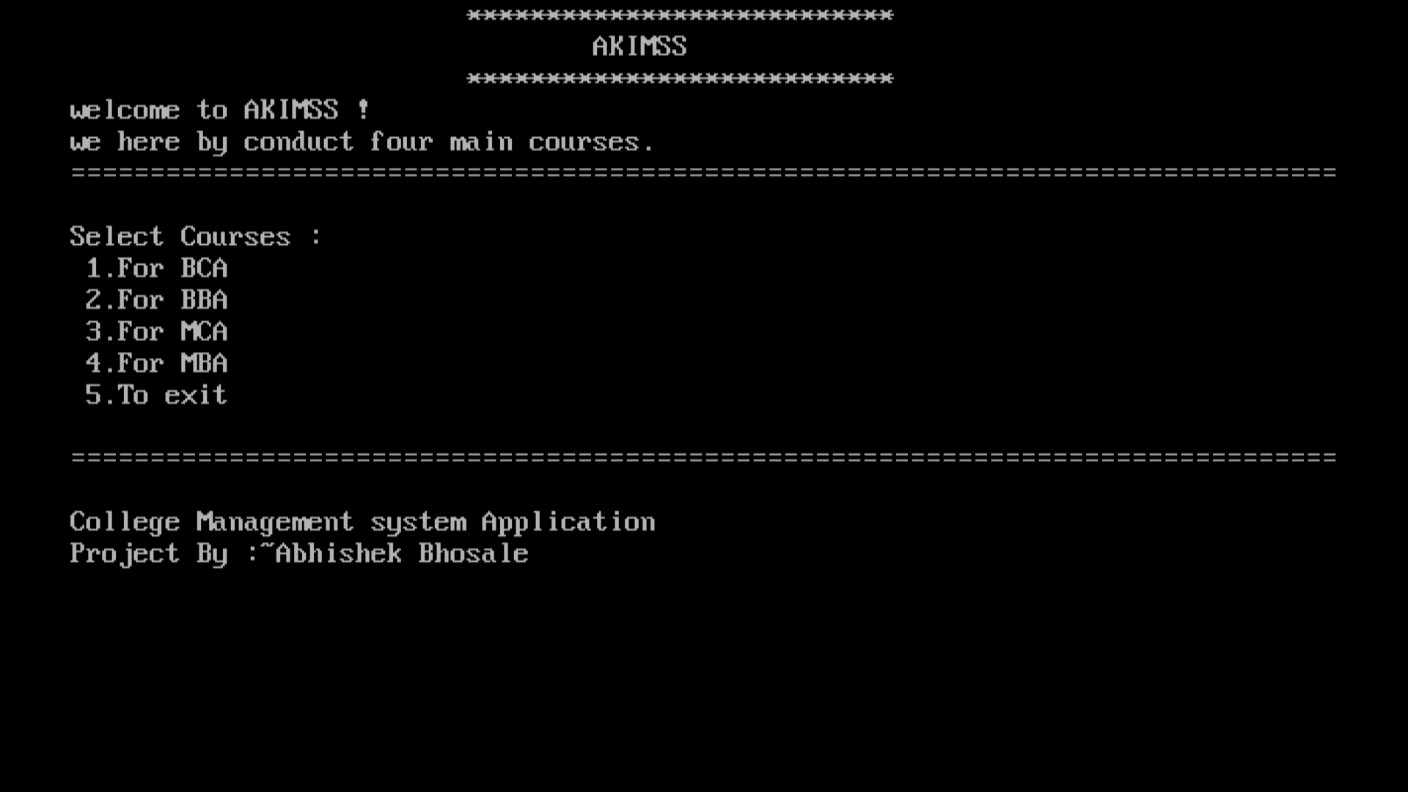 ***************************
AKIMSS
***************************
welcome to AKIMSS !
we here by conduct four main courses.
================================================================================
Select Courses :
1.For BCA
2.For BBA
3.For MCA
4.For MBA
5.To exit
================================================================================
College Management system Application
Project By :~Abhishek Bhosale